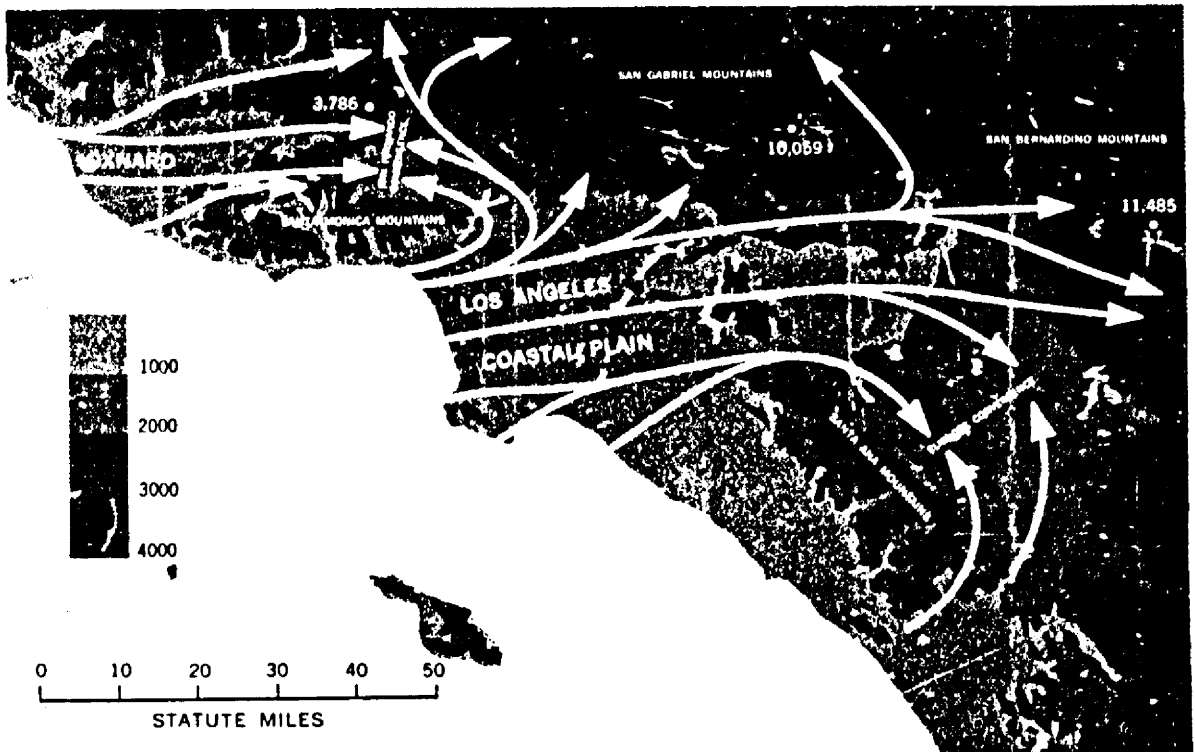 SAN GABRIEL MOUNTAINS
3,786
10,059
SAN BERNARDINO MOUNTAINS
OXNARD
SANTA MONICA MOUNTAINS
11,485
LOS ANGELES
COASTAL PLAIN
SANTA ANA MOUNTAINS
1000
2000
3000
4000
0 10 20 30 40 50
STATUTE MILES